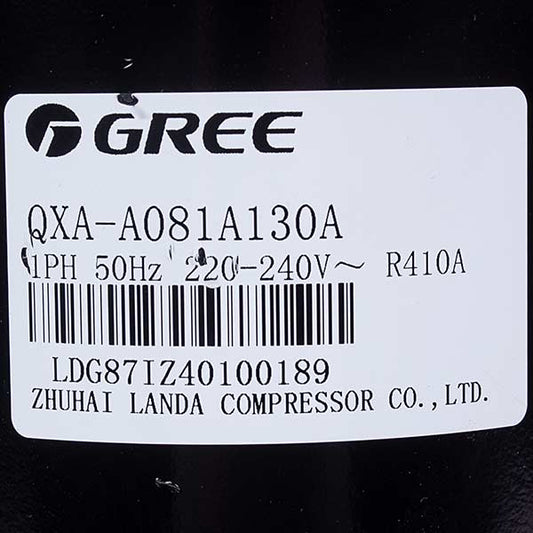 GREE
QXA-A081A130A
1PH 50Hz 220-240V～ R410A
LDG87IZ40100189
ZHUHAI LANDA COMPRESSOR CO.,LTD.